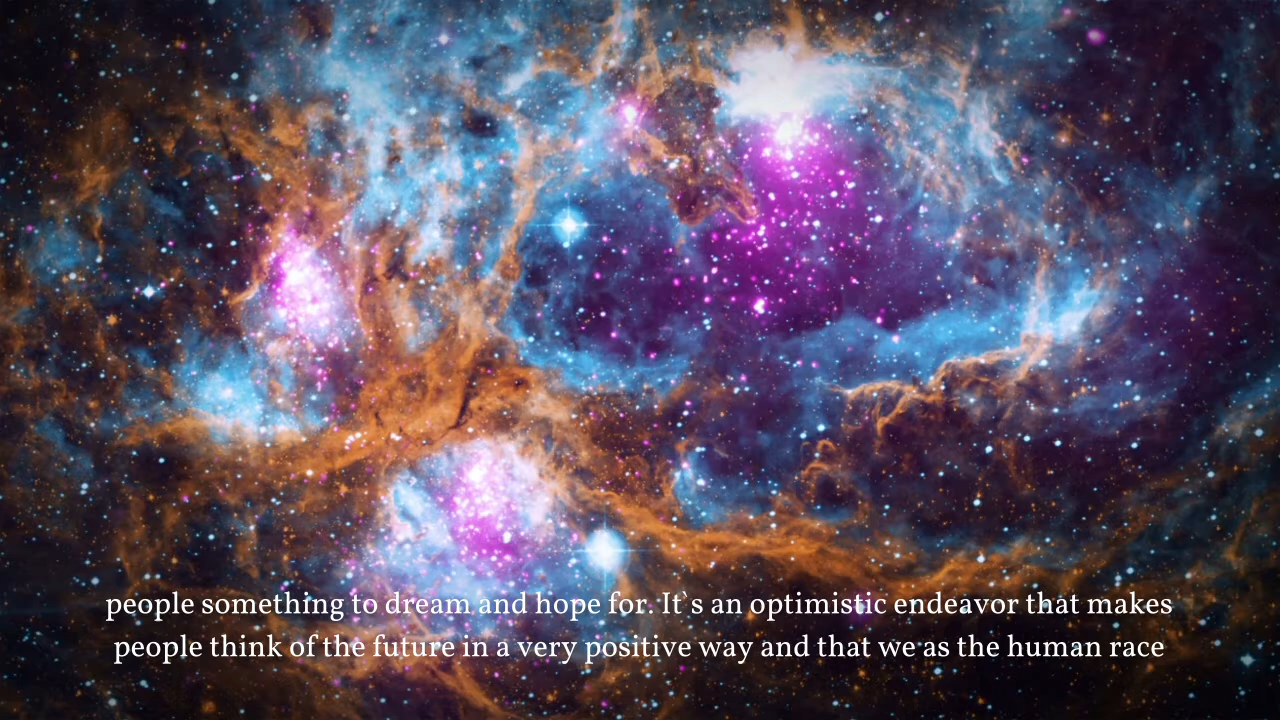 people something to dream and hope for. It`s an optimistic endeavor that makes
people think of the future in a very positive way and that we as the human race